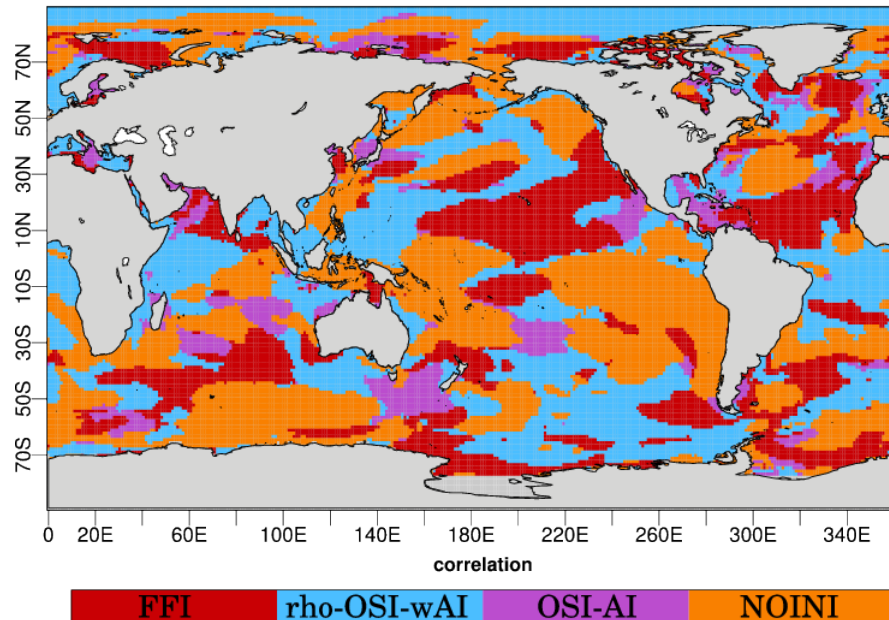 70N
50N
30N
10N
10S
30S
50S
70S
0 20E 60E 100E 140E 180E 220E 260E 300E 340E
correlation
FFI rho-OSI-wAI OSI-AI NOINI